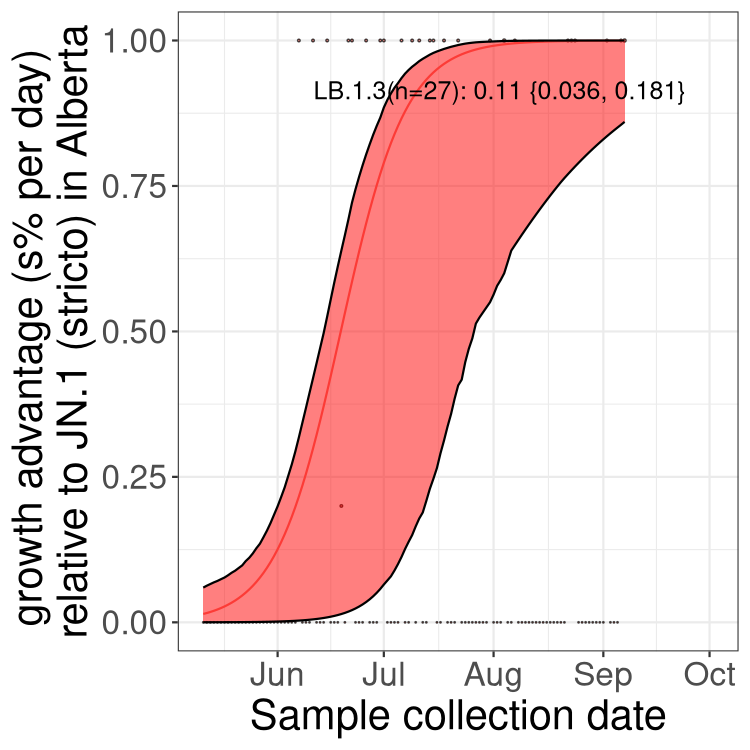 growth advantage (s% per day)
relative to JN.1 (stricto) in Alberta
1.00
0.75
0.50
0.25
0.00
LB.1.3(n=27): 0.11 {0.036, 0.181}
Jun Jul Aug Sep Oct
Sample collection date